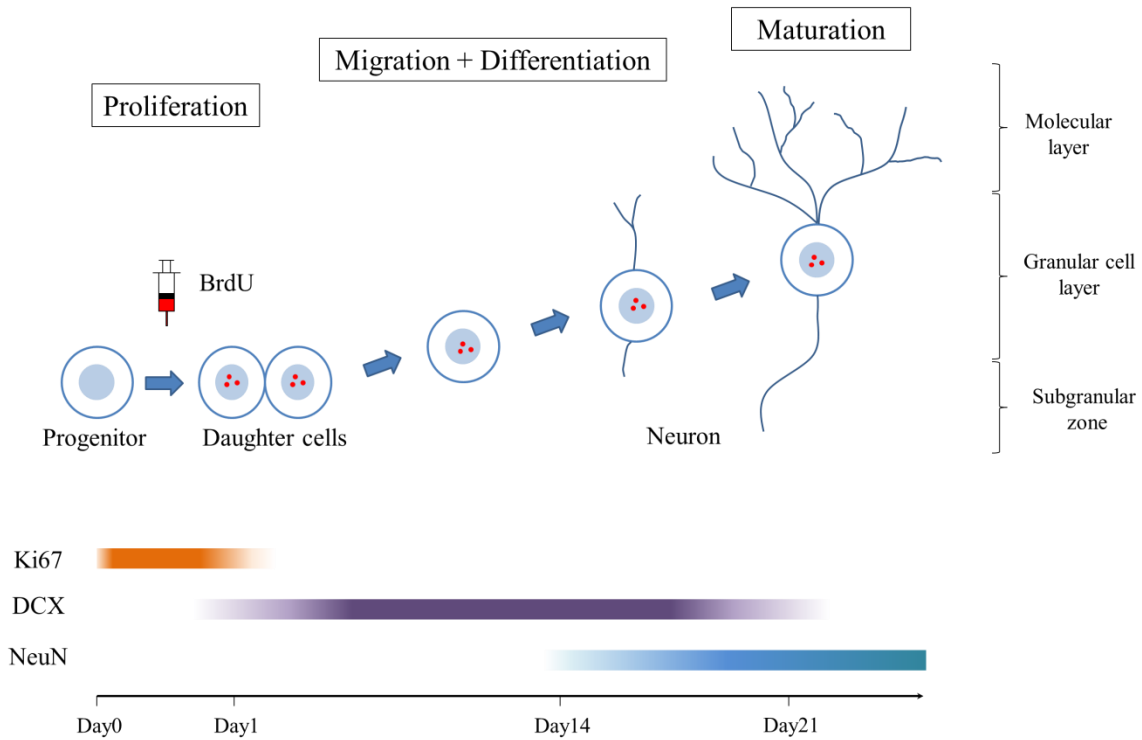 Maturation
Migration + Differentiation
Proliferation
Molecular
layer
BrdU
Granular cell
layer
Subgranular
zone
Progenitor
Daughter cells
Neuron
Ki67
DCX
NeuN
Day0
Day1
Day14
Day21